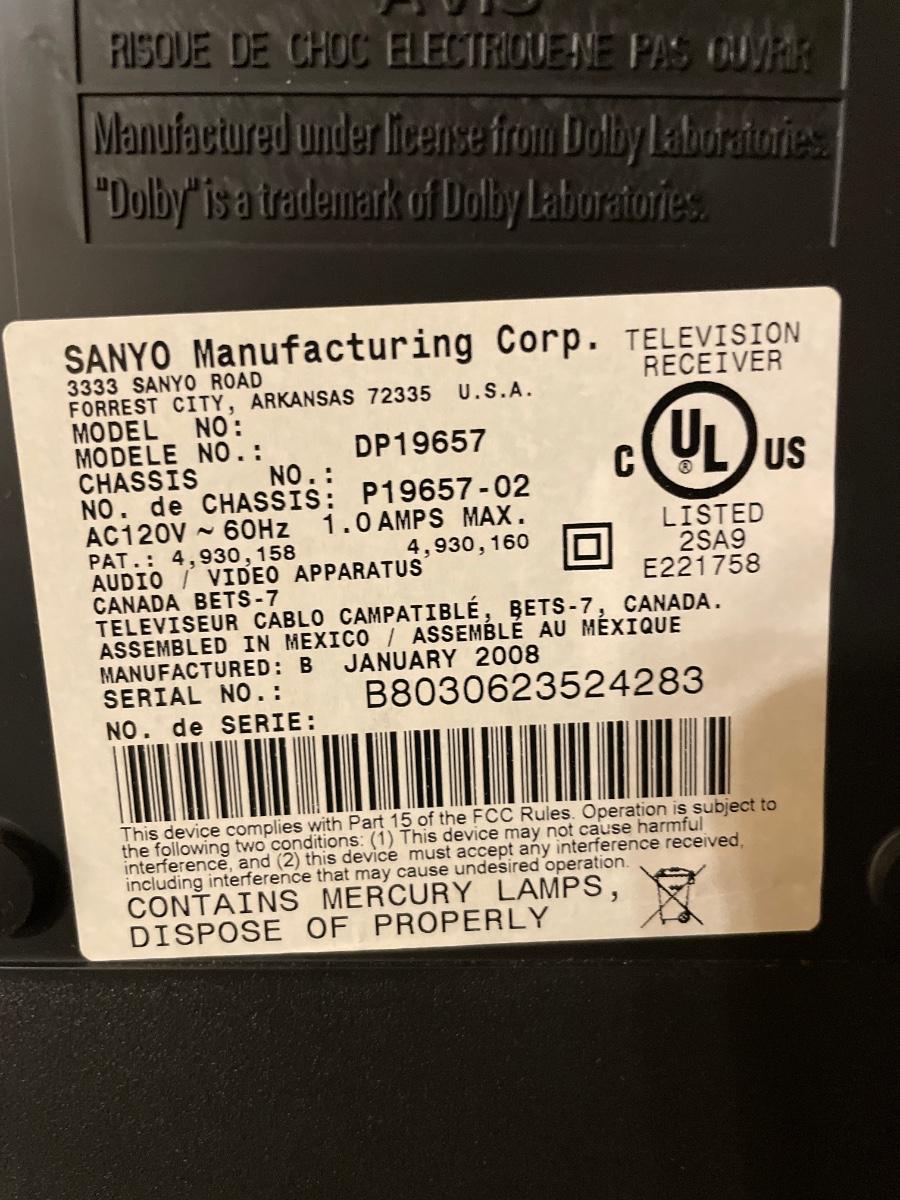 AVIS
RISQUE DE CHOC ELECTRIQUE-NE PAS OUVRIR
Manufactured under license from Dolby Laboratories.
"Dolby" is a trademark of Dolby Laboratories.
SANYO Manufacturing Corp.
TELEVISION
RECEIVER
3333 SANYO ROAD
FORREST CITY, ARKANSAS 72335 U.S.A.
MODEL NO:
MODELE NO.: DP19657
CHASSIS NO.:
NO. de CHASSIS: P19657-02
AC120V ~ 60Hz 1.0 AMPS MAX.
PAT.: 4,930,158 4,930,160
AUDIO / VIDEO APPARATUS
C UL ® US
LISTED
2SA9
E221758
CANADA BETS-7
TELEVISEUR CABLO CAMPATIBLÉ, BETS-7, CANADA.
ASSEMBLED IN MEXICO / ASSEMBLÉ AU MEXIQUE
MANUFACTURED: B JANUARY 2008
SERIAL NO.: B8030623524283
NO. de SERIE:
This device complies with Part 15 of the FCC Rules. Operation is subject to
the following two conditions: (1) This device may not cause harmful
interference, and (2) this device must accept any interference received,
including interference that may cause undesired operation.
CONTAINS MERCURY LAMPS,
DISPOSE OF PROPERLY